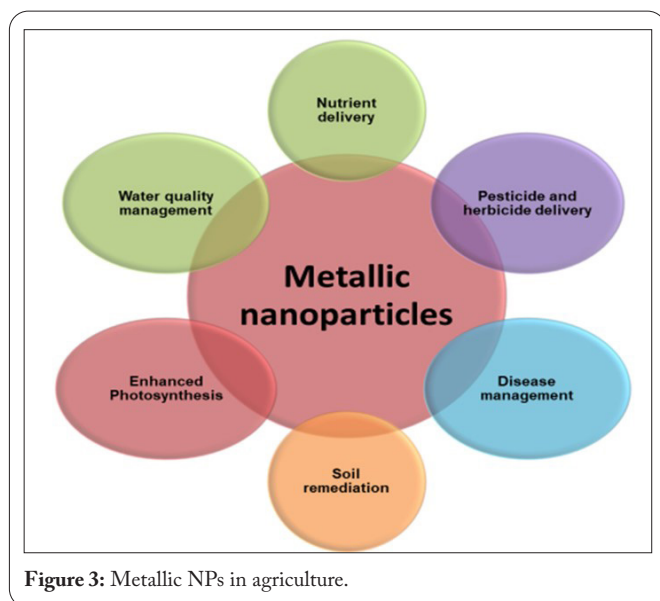 Nutrient
delivery
Water quality
management
Pesticide and
herbicide delivery
Metallic
nanoparticles
Enhanced
Photosynthesis
Disease
management
Soil
remediation
Figure 3: Metallic NPs in agriculture.